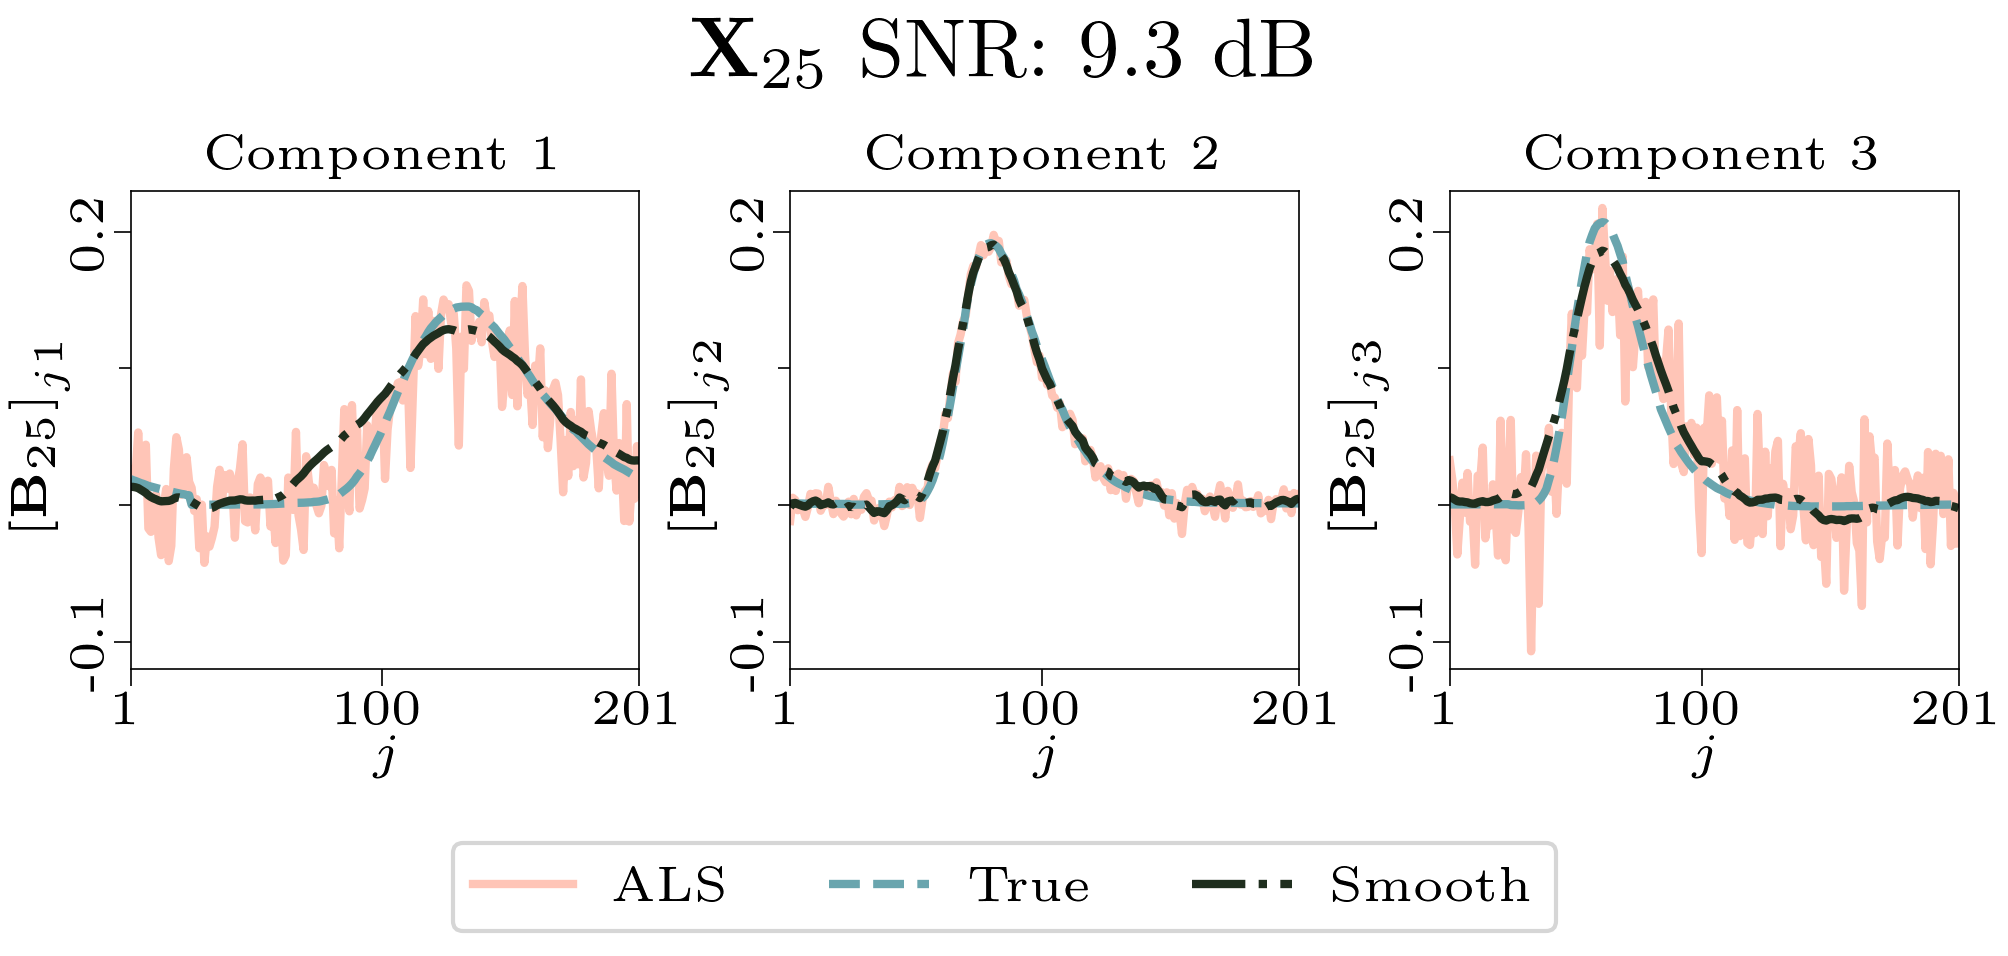 X25 SNR: 9.3 dB
Component 1
Component 2
Component 3
[B25]j1
0.2
-0.1
1
100
201
j
[B25]j2
0.2
-0.1
1
100
201
j
[B25]j3
0.2
-0.1
1
100
201
j
ALS
True
Smooth